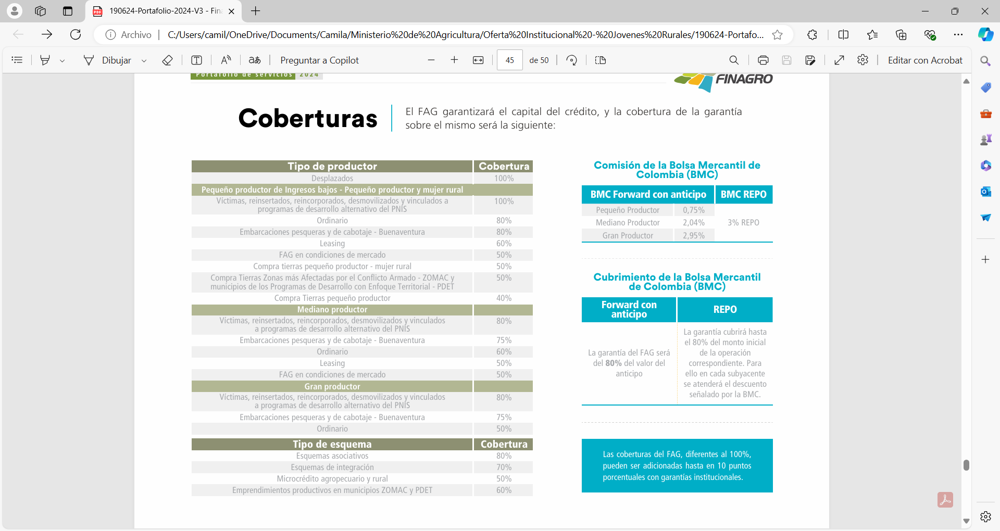 190624-Portafolio-2024-V3 - Fin
Archivo
C:/Users/camil/OneDrive/Documents/Camila/Ministerio%20de%20Agricultura/Oferta%20Institucional%20-%20Jovenes%20Rurales/190624-Portafo...
Dibujar
Preguntar a Copilot
45 de 50
Editar con Acrobat
Portafolio de servicios 2024
FINAGRO
Coberturas
El FAG garantizará el capital del crédito, y la cobertura de la garantía
sobre el mismo será la siguiente:
Tipo de productor Cobertura
Desplazados 100%
Pequeño productor de Ingresos bajos - Pequeño productor y mujer rural
Víctimas, reinsertados, reincorporados, desmovilizados y vinculados a
programas de desarrollo alternativo del PNIS 100%
Ordinario 80%
Embarcaciones pesqueras y de cabotaje - Buenaventura 80%
Leasing 60%
FAG en condiciones de mercado 50%
Compra tierras pequeño productor - mujer rural 50%
Compra Tierras Zonas más Afectadas por el Conflicto Armado - ZOMAC y
municipios de los Programas de Desarrollo con Enfoque Territorial - PDET 50%
Compra Tierras pequeño productor 40%
Mediano productor
Víctimas, reinsertados, reincorporados, desmovilizados y vinculados
a programas de desarrollo alternativo del PNIS 80%
Embarcaciones pesqueras y de cabotaje - Buenaventura 75%
Ordinario 60%
Leasing 50%
FAG en condiciones de mercado 50%
Gran productor
Víctimas, reinsertados, reincorporados, desmovilizados y vinculados
a programas de desarrollo alternativo del PNIS 80%
Embarcaciones pesqueras y de cabotaje - Buenaventura 75%
Ordinario 50%
Tipo de esquema Cobertura
Esquemas asociativos 80%
Esquemas de integración 70%
Microcrédito agropecuario y rural 50%
Emprendimientos productivos en municipios ZOMAC y PDET 60%
Comisión de la Bolsa Mercantil de
Colombia (BMC)
BMC Forward con anticipo BMC REPO
Pequeño Productor 0,75%
Mediano Productor 2,04% 3% REPO
Gran Productor 2,95%
Cubrimiento de la Bolsa Mercantil
de Colombia (BMC)
Forward con
anticipo
REPO
La garantía del FAG será
del 80% del valor del
anticipo
La garantía cubrirá hasta
el 80% del monto inicial
de la operación
correspondiente. Para
ello en cada subyacente
se atenderá el descuento
señalado por la BMC.
Las coberturas del FAG, diferentes al 100%,
pueden ser adicionadas hasta en 10 puntos
porcentuales con garantías institucionales.